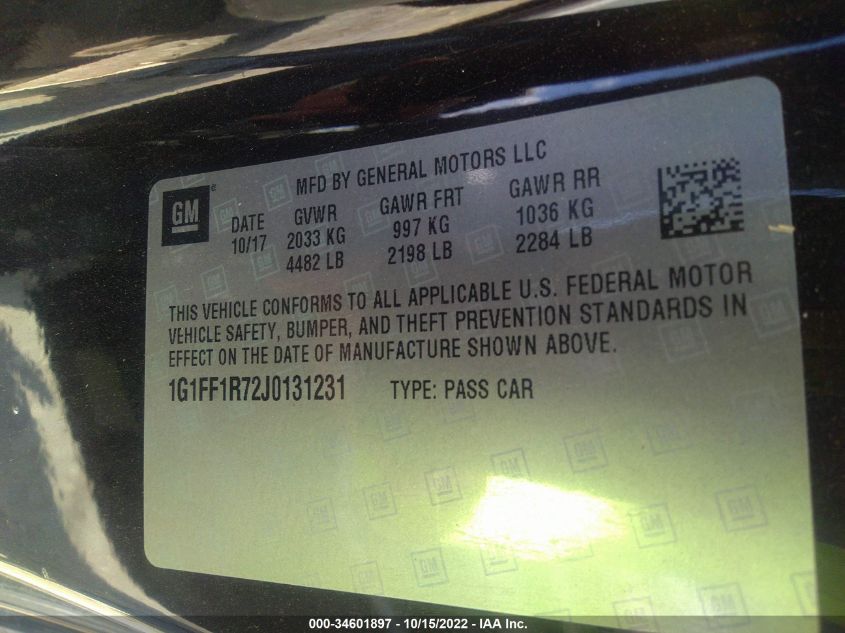 MFD BY GENERAL MOTORS LLC
GM
DATE GVWR GAWR FRT GAWR RR
10/17 2033 KG 997 KG 1036 KG
4482 LB 2198 LB 2284 LB
THIS VEHICLE CONFORMS TO ALL APPLICABLE U.S. FEDERAL MOTOR
VEHICLE SAFETY, BUMPER, AND THEFT PREVENTION STANDARDS IN
EFFECT ON THE DATE OF MANUFACTURE SHOWN ABOVE.
1G1FF1R72J0131231 TYPE: PASS CAR
000-34601897 - 10/15/2022 - IAA Inc.